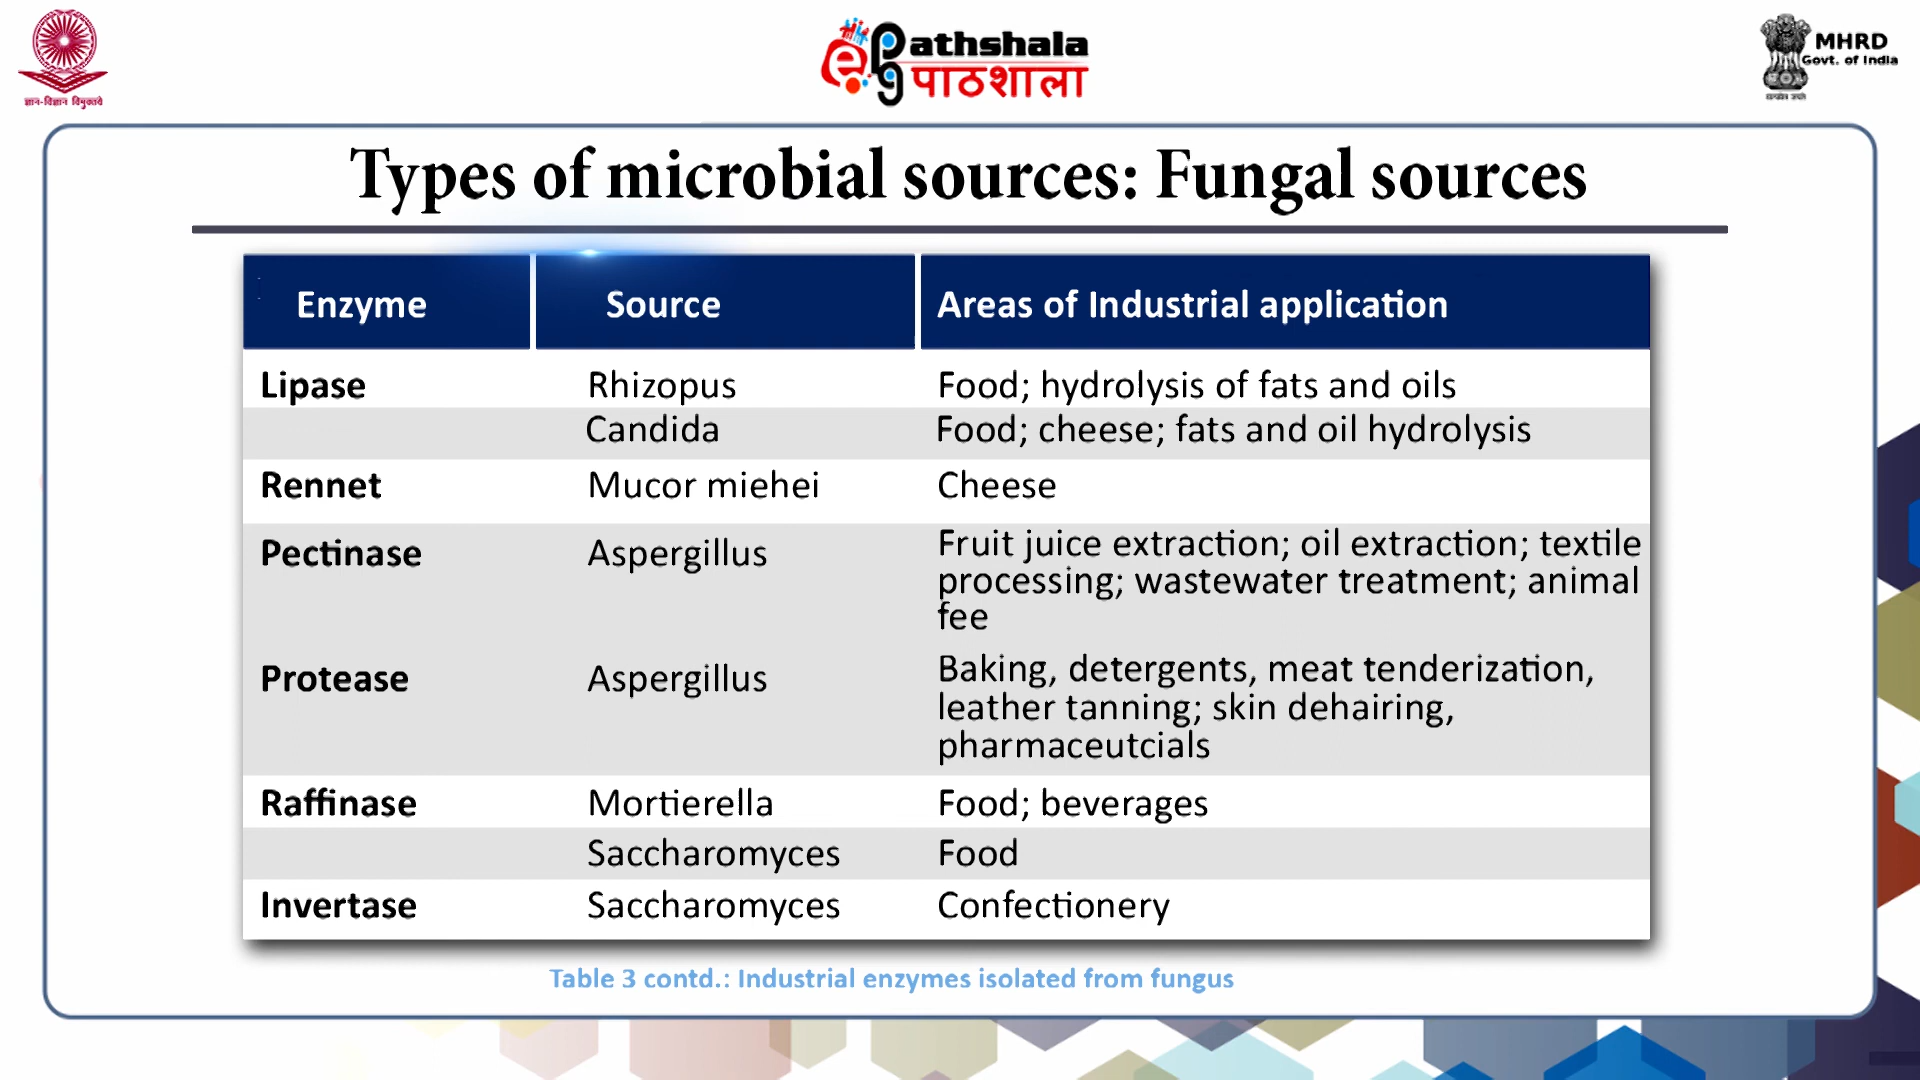 ज्ञान-विज्ञान विमुक्तये
Pathshala
पाठशाला
MHRD
Govt. of India
Types of microbial sources: Fungal sources
Enzyme Source Areas of Industrial application
Lipase Rhizopus Food; hydrolysis of fats and oils
Candida Food; cheese; fats and oil hydrolysis
Rennet Mucor miehei Cheese
Pectinase Aspergillus Fruit juice extraction; oil extraction; textile
processing; wastewater treatment; animal
fee
Protease Aspergillus Baking, detergents, meat tenderization,
leather tanning; skin dehairing,
pharmaceutcials
Raffinase Mortierella Food; beverages
Saccharomyces Food
Invertase Saccharomyces Confectionery
Table 3 contd.: Industrial enzymes isolated from fungus